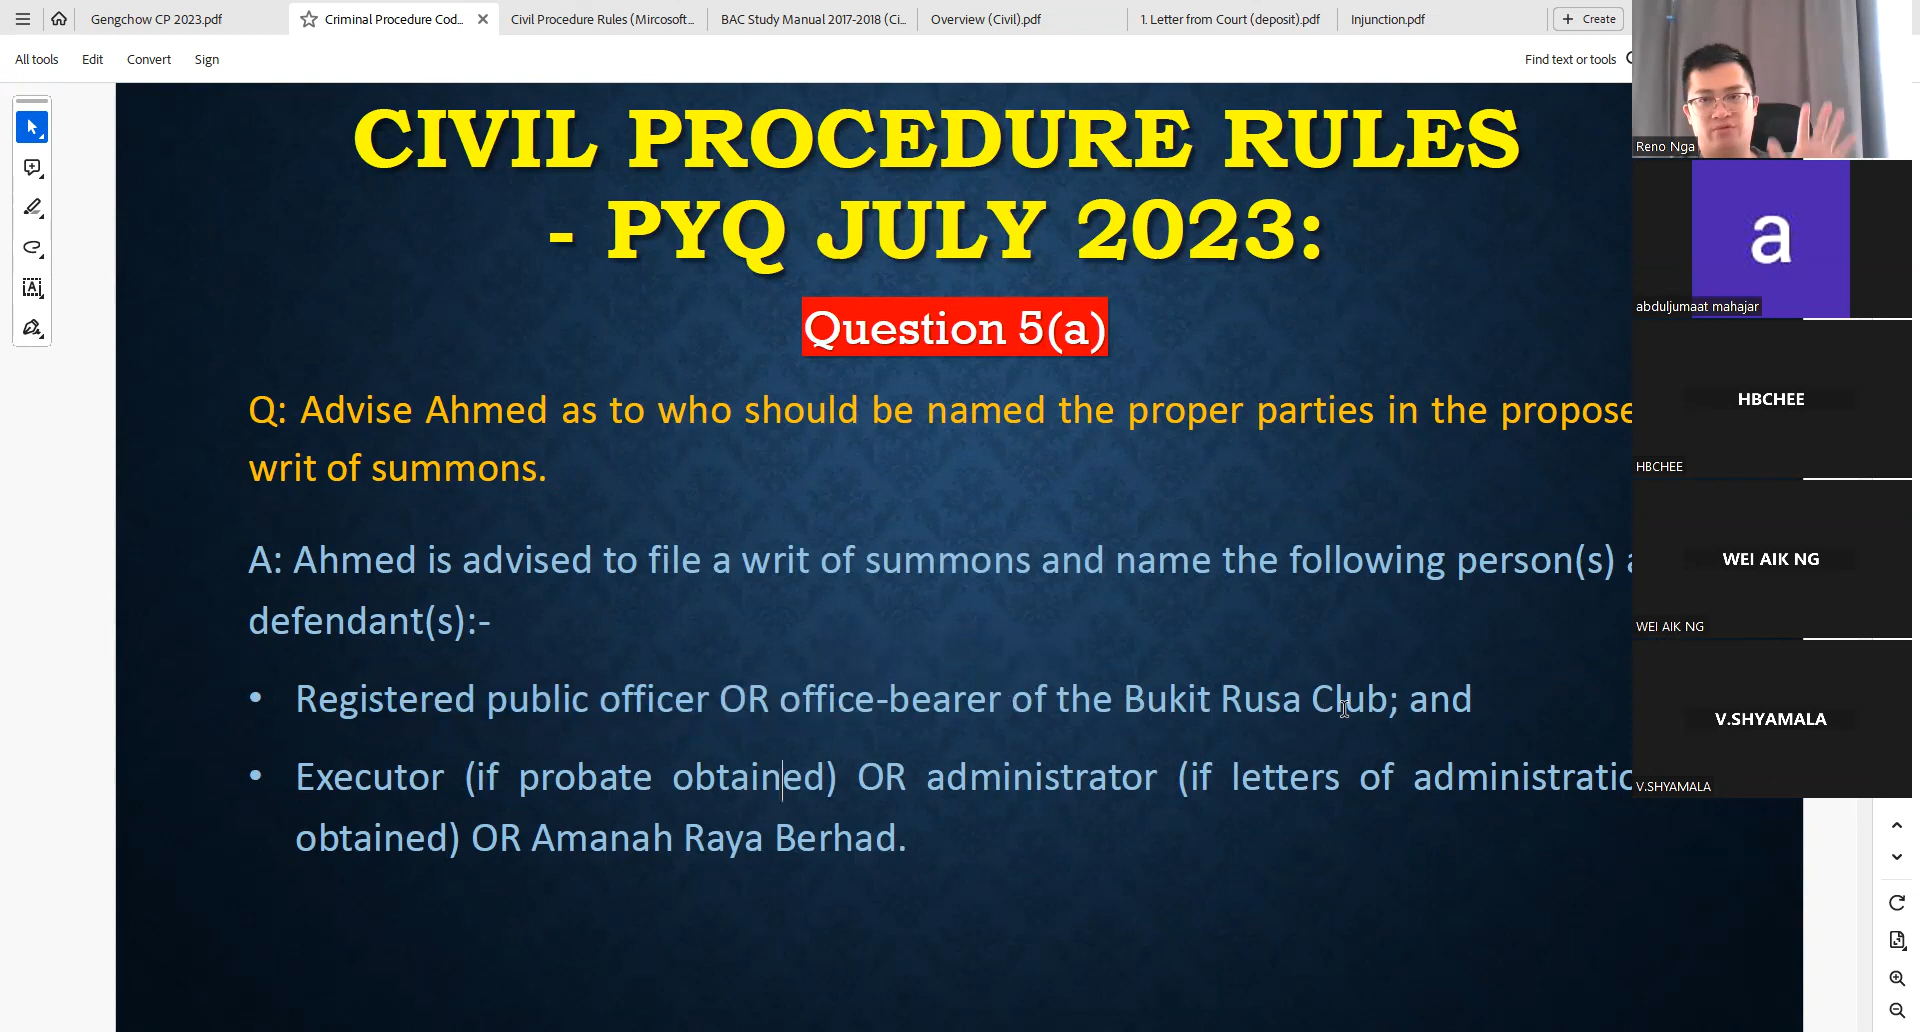 Gengchow CP 2023.pdf
Criminal Procedure Cod...
Civil Procedure Rules (Mircosoft...
BAC Study Manual 2017-2018 (Ci...
Overview (Civil).pdf
1. Letter from Court (deposit).pdf
Injunction.pdf
Create
All tools
Edit
Convert
Sign
Find text or tools
CIVIL PROCEDURE RULES
- PYQ JULY 2023:
Question 5(a)
Q: Advise Ahmed as to who should be named the proper parties in the propose
writ of summons.
A: Ahmed is advised to file a writ of summons and name the following person(s) a
defendant(s):-
• Registered public officer OR office-bearer of the Bukit Rusa Club; and
• Executor (if probate obtained) OR administrator (if letters of administratio
obtained) OR Amanah Raya Berhad.
Reno Nga
a
abduljumaat mahajar
HBCHEE
HBCHEE
WEI AIK NG
WEI AIK NG
V.SHYAMALA
V.SHYAMALA